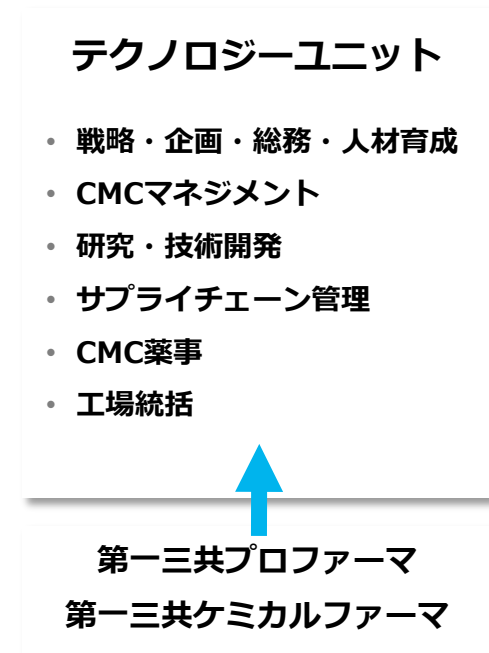 テクノロジーユニット
• 戦略・企画・総務・人材育成
• CMCマネジメント
• 研究・技術開発
• サプライチェーン管理
• CMC薬事
• 工場統括
第一三共プロファーマ
第一三共ケミカルファーマ